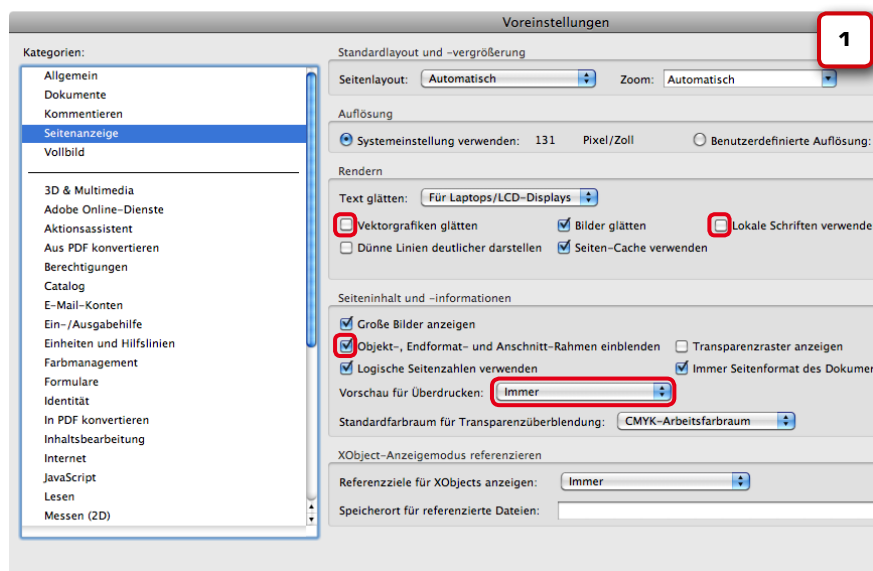 Voreinstellungen
1
Kategorien:
Allgemein
Dokumente
Kommentieren
Seitenanzeige
Vollbild
3D & Multimedia
Adobe Online-Dienste
Aktionsassistent
Aus PDF konvertieren
Berechtigungen
Catalog
E-Mail-Konten
Ein-/Ausgabehilfe
Einheiten und Hilfslinien
Farbmanagement
Formulare
Identität
In PDF konvertieren
Inhaltsbearbeitung
Internet
JavaScript
Lesen
Messen (2D)
Standardlayout und -vergrößerung
Seitenlayout: Automatisch Zoom: Automatisch
Auflösung
Systemeinstellung verwenden: 131 Pixel/Zoll Benutzerdefinierte Auflösung:
Rendern
Text glätten: Für Laptops/LCD-Displays
Vektorgrafiken glätten Bilder glätten Lokale Schriften verwende
Dünne Linien deutlicher darstellen Seiten-Cache verwenden
Seiteninhalt und -informationen
Große Bilder anzeigen
Objekt-, Endformat- und Anschnitt-Rahmen einblenden Transparenzraster anzeigen
Logische Seitenzahlen verwenden Immer Seitenformat des Dokumen
Vorschau für Überdrucken: Immer
Standardfarbraum für Transparenzüberblendung: CMYK-Arbeitsfarbraum
XObject-Anzeigemodus referenzieren
Referenzziele für XObjects anzeigen: Immer
Speicherort für referenzierte Dateien: